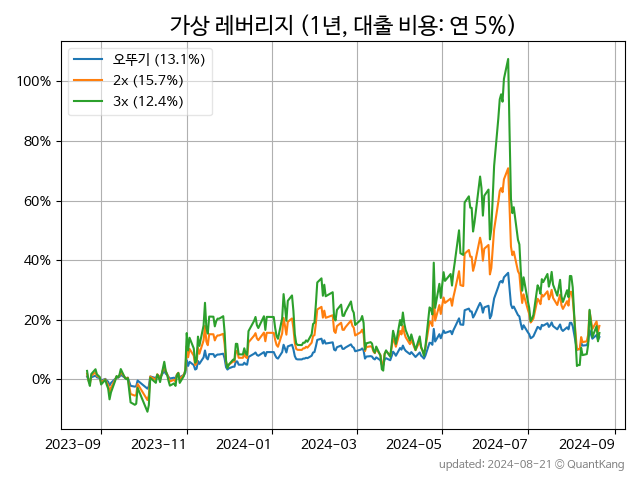 가상 레버리지 (1년, 대출 비용: 연 5%)
오뚜기 (13.1%)
2x (15.7%)
3x (12.4%)
100%
80%
60%
40%
20%
0%
2023-09 2023-11 2024-01 2024-03 2024-05 2024-07 2024-09
updated: 2024-08-21 © QuantKang